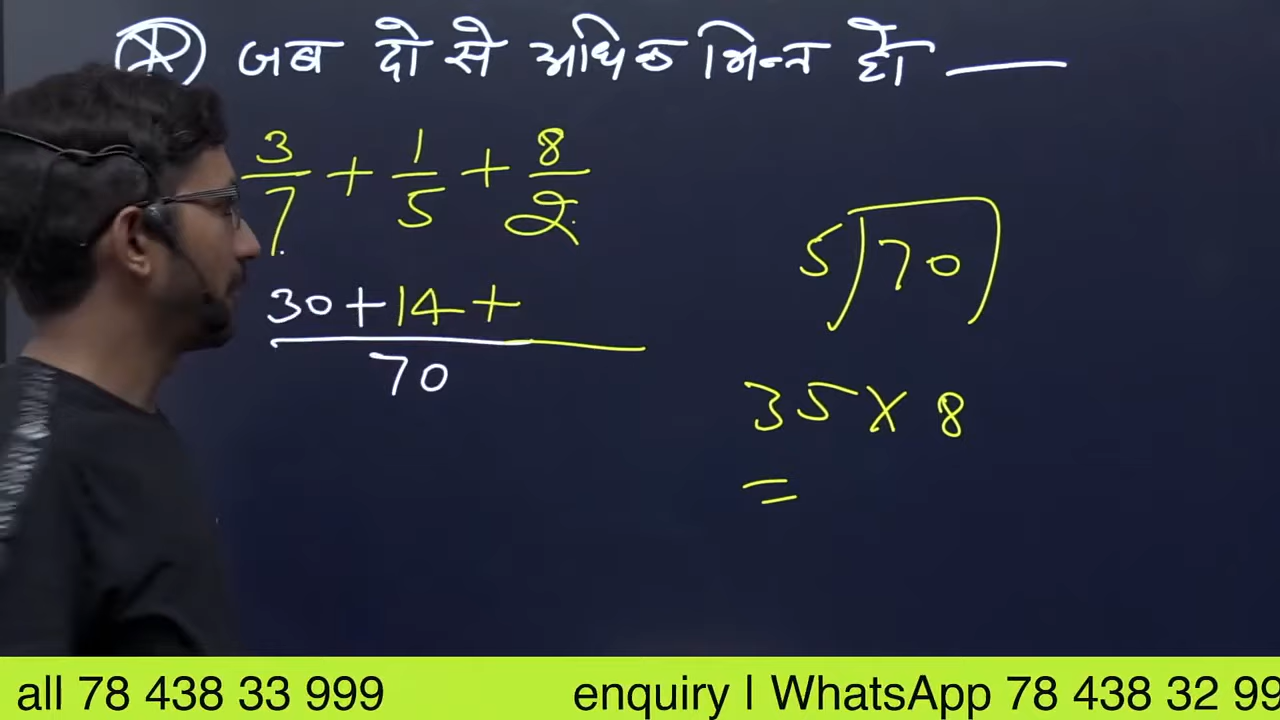 जब दो से अधिक भिन्न हों ___
3/7 + 1/5 + 8/2
30+14+
70
5)70)
35 x 8
=
all 78 438 33 999 enquiry l WhatsApp 78 438 32 99